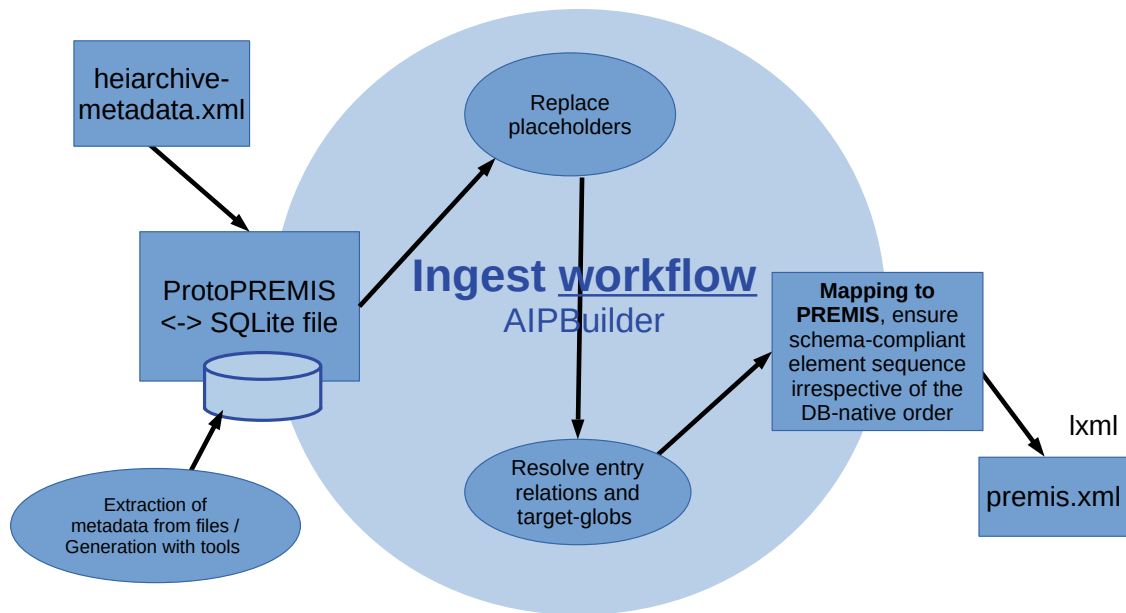 heiarchive-
metadata.xml
Replace
placeholders
ProtoPREMIS
<-> SQLite file
Ingest workflow
AIPBuilder
Mapping to
PREMIS, ensure
schema-compliant
element sequence
irrespective of the
DB-native order
lxml
premis.xml
Resolve entry
relations and
target-globs
Extraction of
metadata from files /
Generation with tools